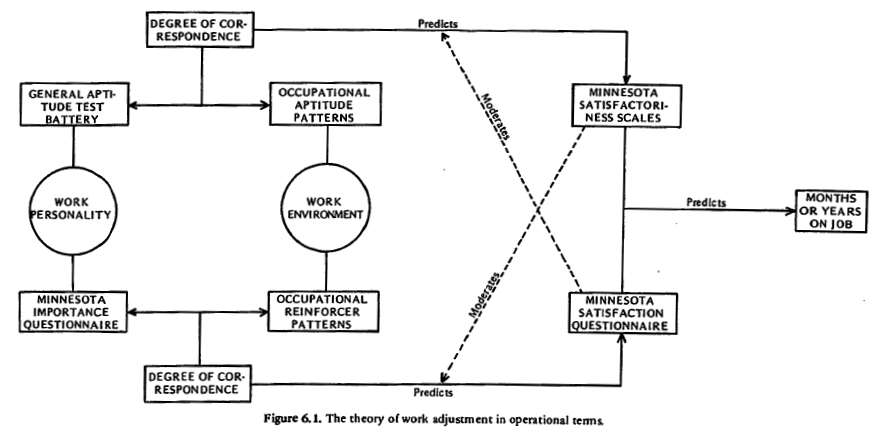 DEGREE OF COR-
RESPONDENCE
Predicts
GENERAL APTI-
TUDE TEST
BATTERY
OCCUPATIONAL
APTITUDE
PATTERNS
MINNESOTA
SATISFACTORI-
NESS SCALES
Moderates
WORK
PERSONALITY
WORK
ENVIRONMENT
Predicts
MONTHS
OR YEARS
ON JOB
Moderates
MINNESOTA
IMPORTANCE
QUESTIONNAIRE
OCCUPATIONAL
REINFORCER
PATTERNS
MINNESOTA
SATISFACTION
QUESTIONNAIRE
DEGREE OF COR-
RESPONDENCE
Predicts
Figure 6.1. The theory of work adjustment in operational terms.